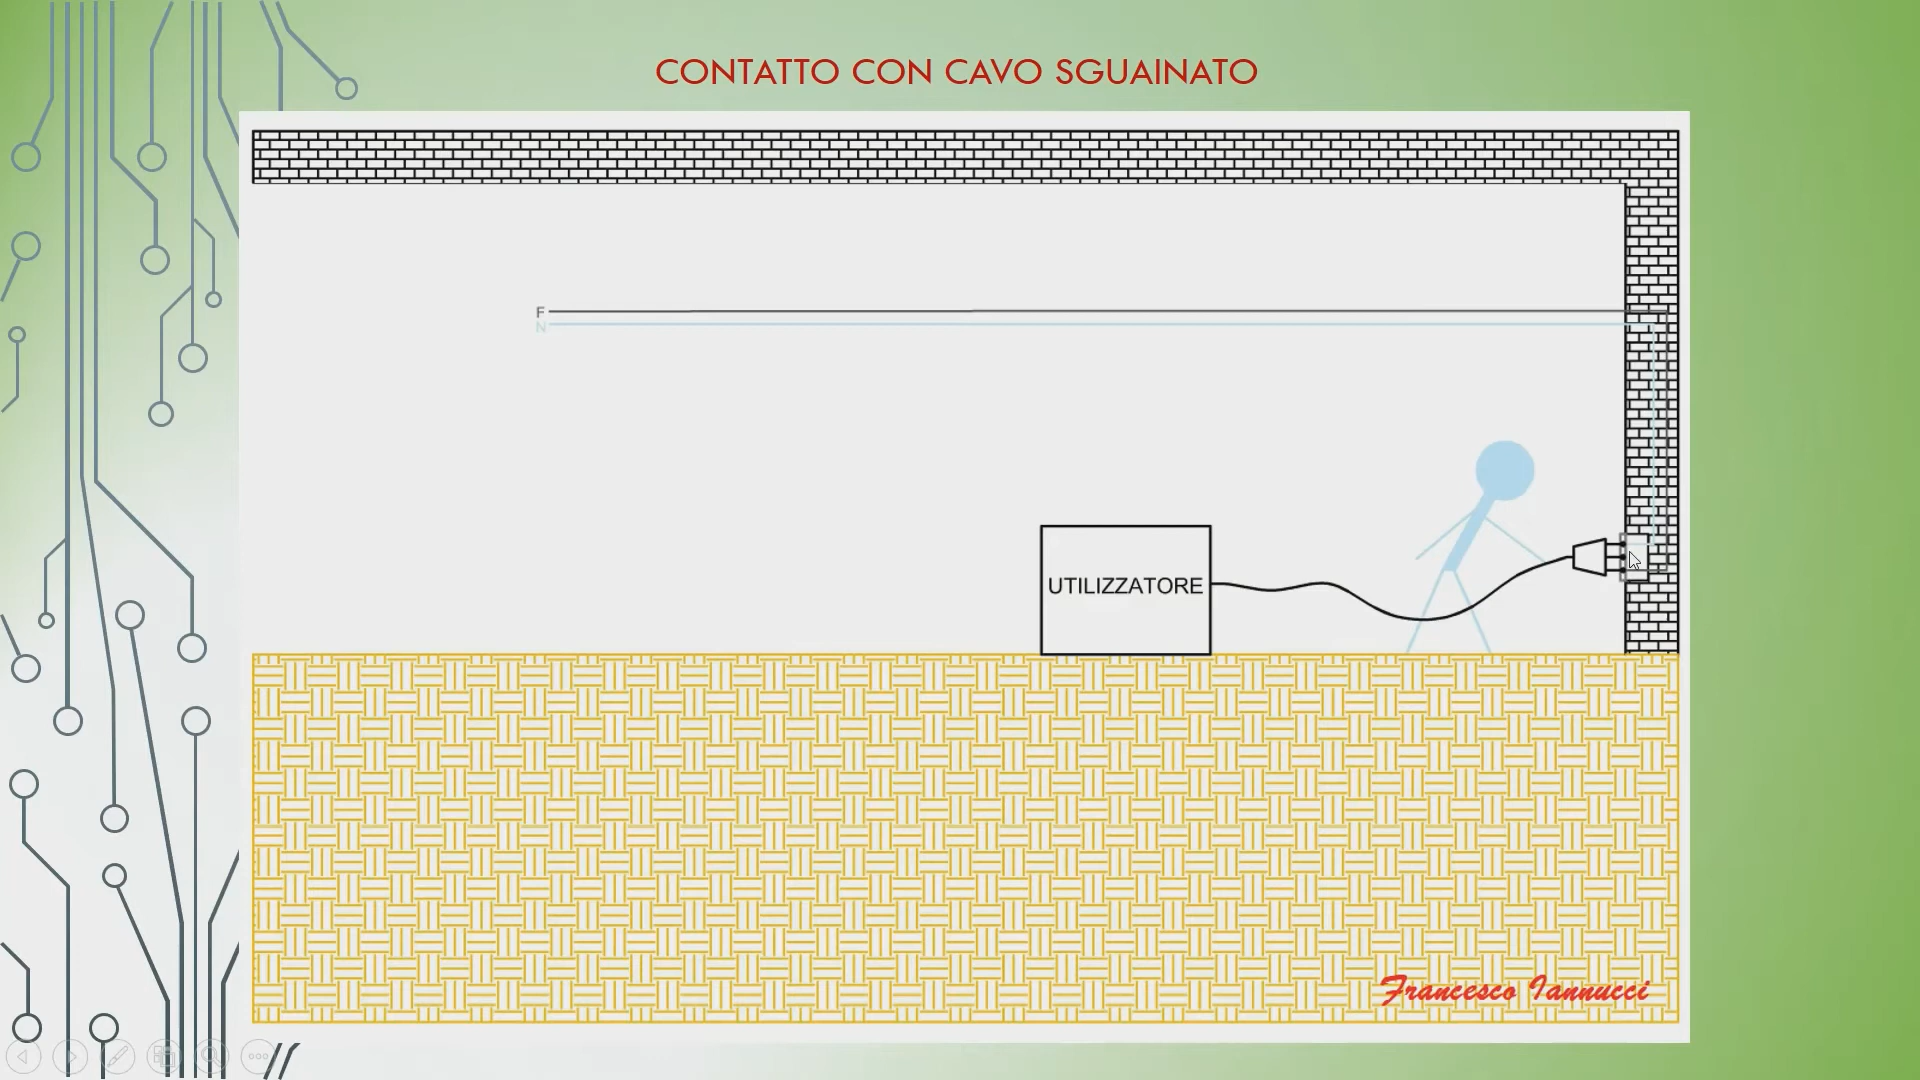 CONTATTO CON CAVO SGUAINATO
F
N
UTILIZZATORE
Francesco Iannucci